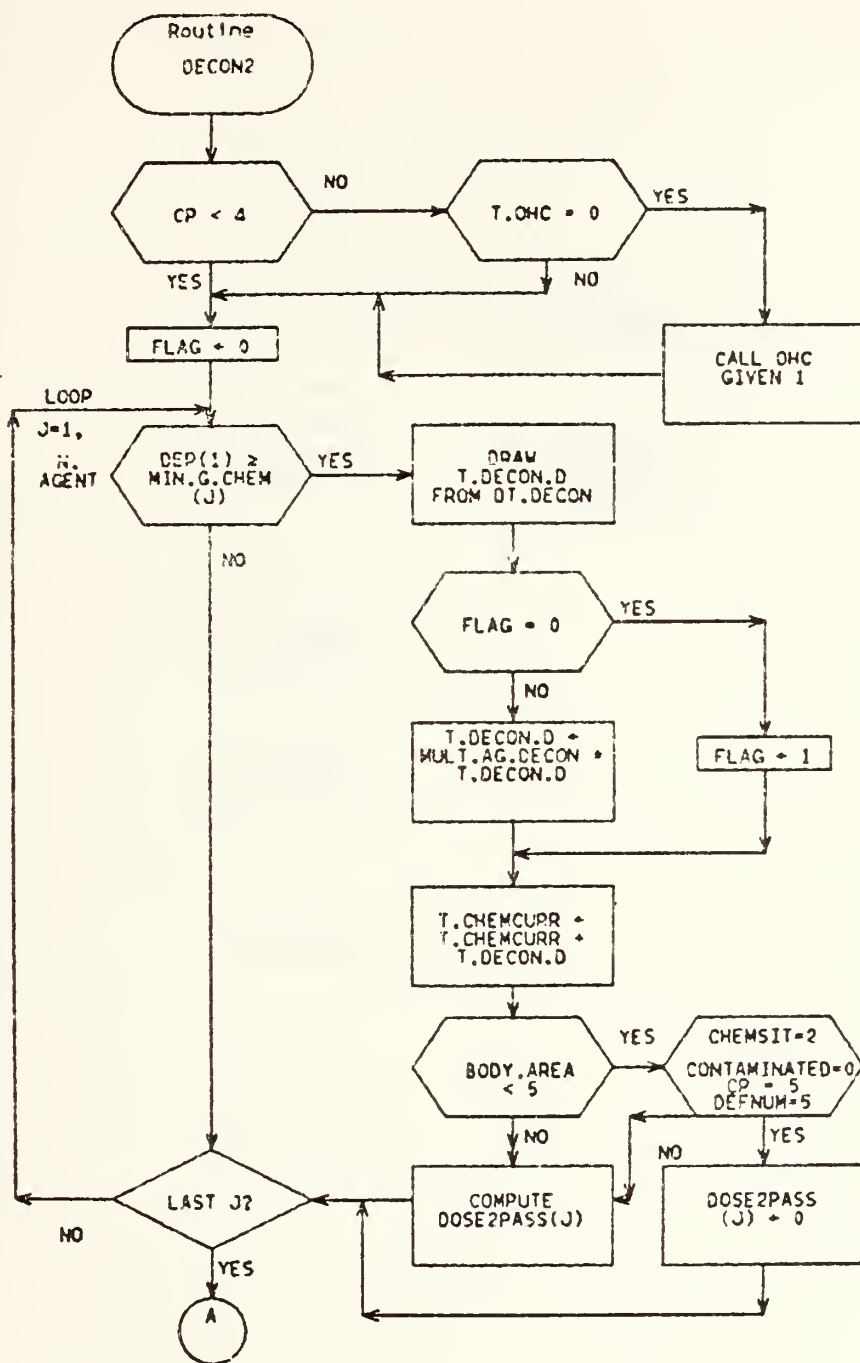 Routine
DECON2
CP < 4
NO
T.OHC = 0
YES
YES
NO
FLAG ← 0
CALL OHC
GIVEN 1
LOOP
J=1,
N.
AGENT
DEP(1) ≥
MIN.G.CHEM
(J)
YES
DRAW
T.DECON.D
FROM DT.DECON
NO
FLAG = 0
YES
NO
T.DECON.D ←
MULT.AG.DECON *
T.DECON.D
FLAG ← 1
T.CHEMCURR ←
T.CHEMCURR +
T.DECON.D
BODY.AREA
< 5
YES
CHEMSIT=2
CONTAMINATED=0
CP = 5
DEFNUM=5
NO
NO
YES
LAST J?
COMPUTE
DOSE2PASS(J)
DOSE2PASS
(J) ← 0
NO
YES
A